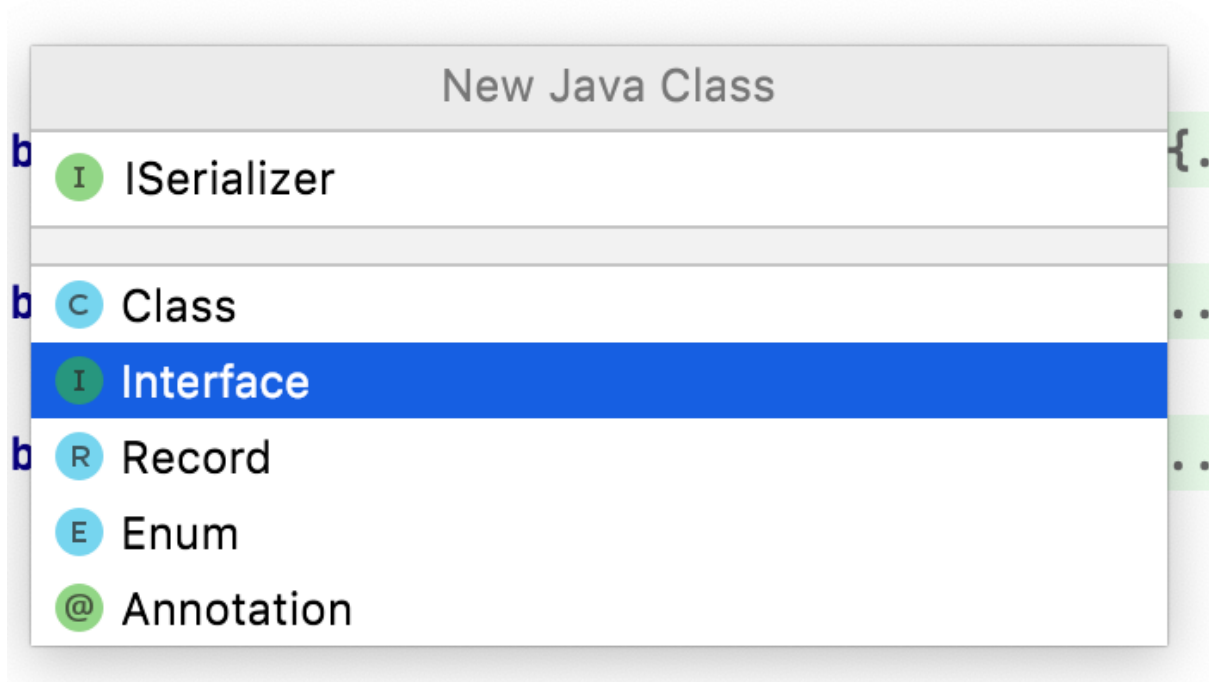 New Java Class
b {.
I ISerializer
b C Class ..
I Interface
b R Record ..
E Enum
@ Annotation